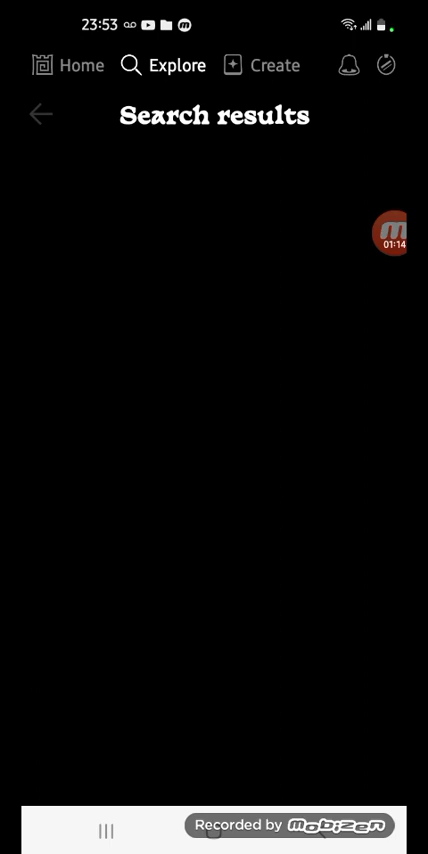 23:53
Home Explore Create
Search results
m
01:14
Recorded by mobizen